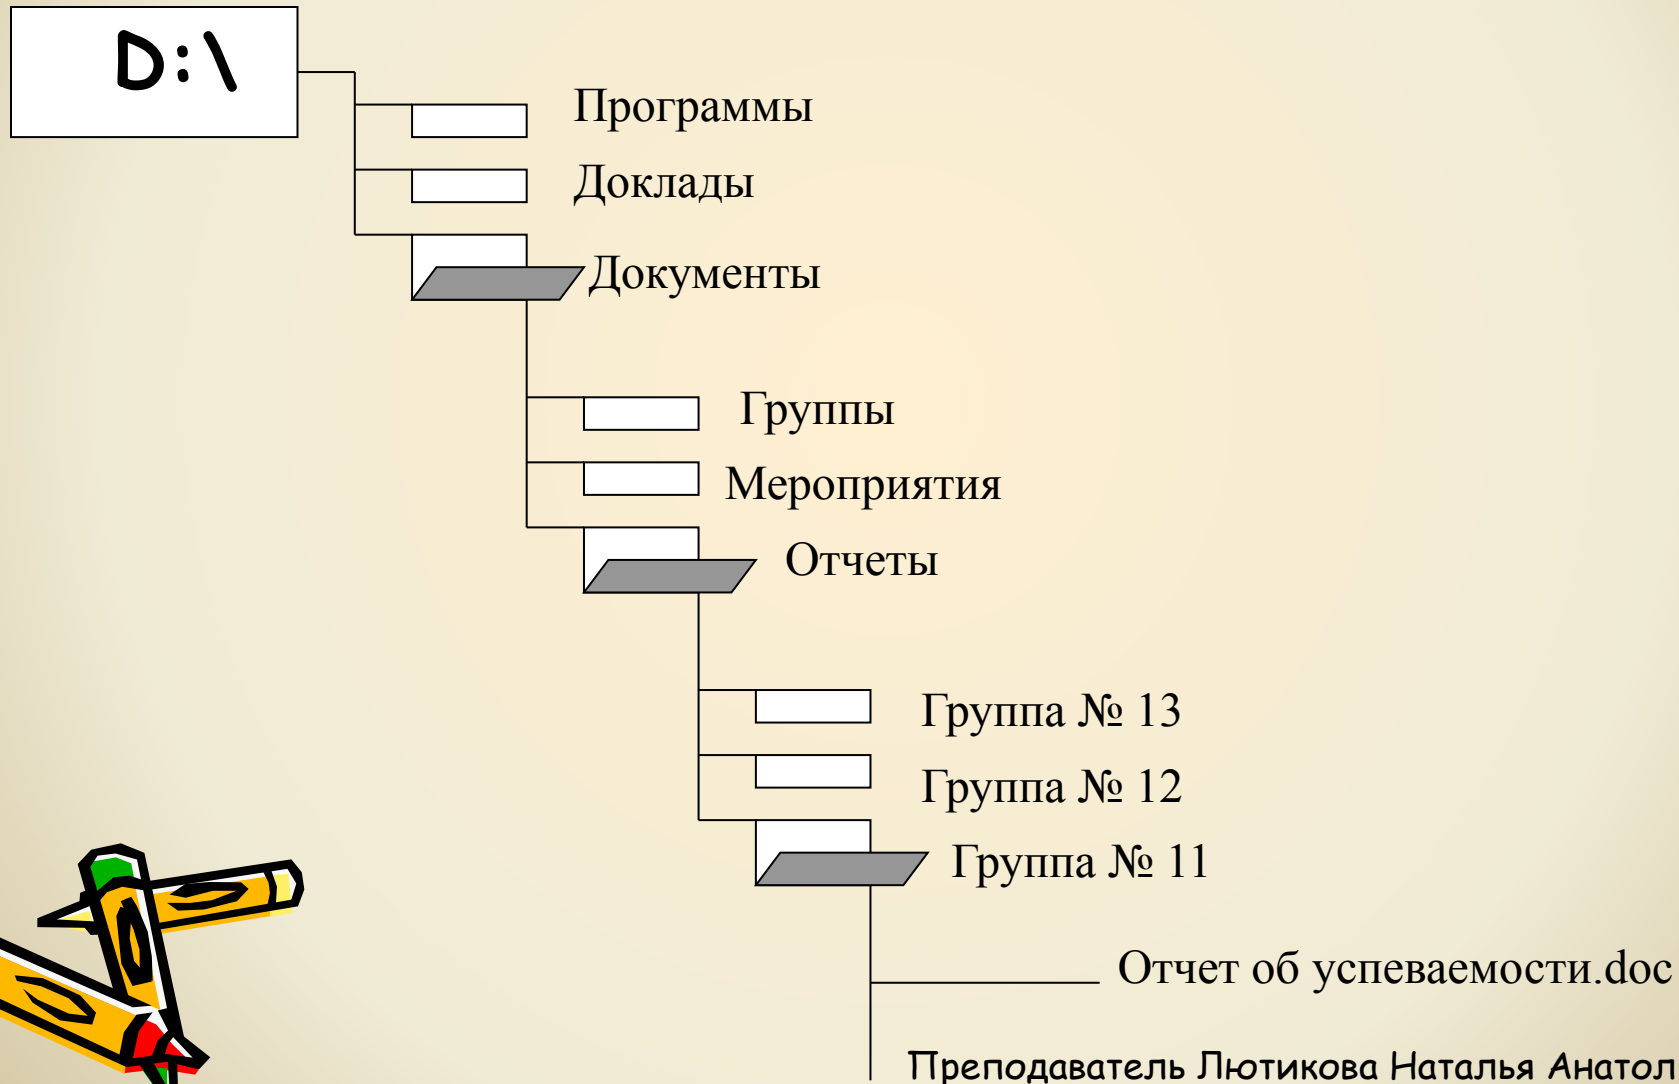 D:\
Программы
Доклады
Документы
Группы
Мероприятия
Отчеты
Группа № 13
Группа № 12
Группа № 11
Отчет об успеваемости.doc
Преподаватель Лютикова Наталья